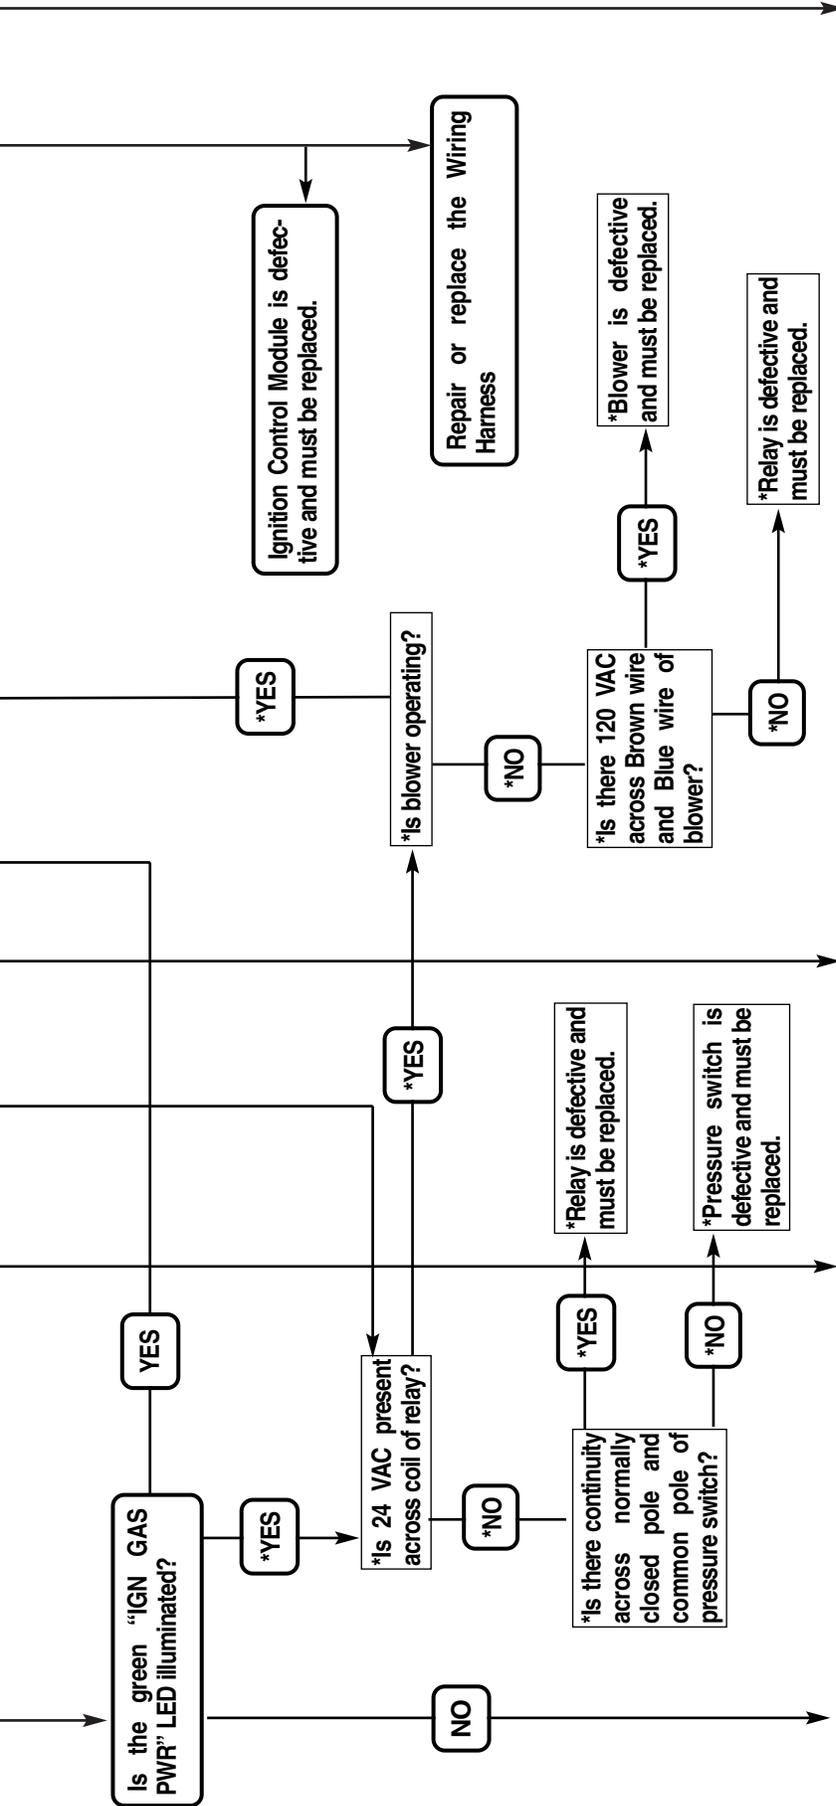 Is the green “IGN GAS
PWR” LED illuminated?
YES
*YES
NO
*Is 24 VAC present
across coil of relay?
*YES
*NO
*Is there continuity
across normally
closed pole and
common pole of
pressure switch?
*YES
*Relay is defective and
must be replaced.
*NO
*Pressure switch is
defective and must be
replaced.
*Is blower operating?
*YES
*NO
*Is there 120 VAC
across Brown wire
and Blue wire of
blower?
*YES
*Blower is defective
and must be replaced.
*NO
*Relay is defective and
must be replaced.
Ignition Control Module is defec-
tive and must be replaced.
Repair or replace the Wiring
Harness